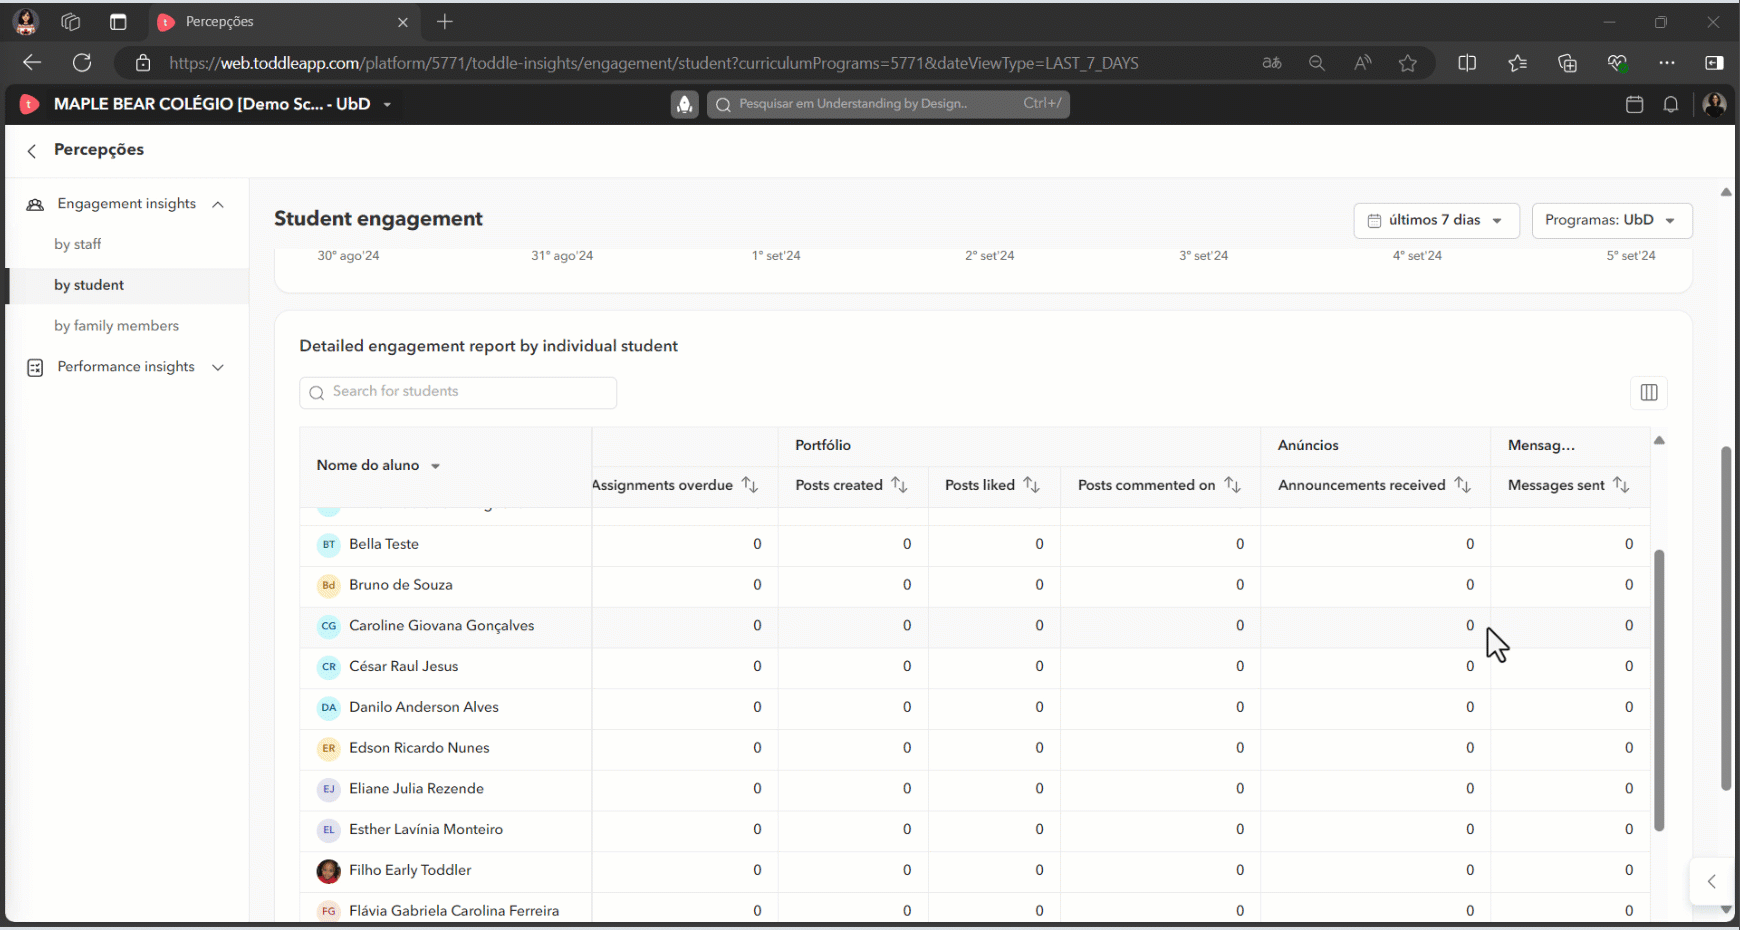 Percepções
https://web.toddleapp.com/platform/5771/toddle-insights/engagement/student?curriculumPrograms=5771&dateViewType=LAST_7_DAYS
MAPLE BEAR COLÉGIO [Demo Sc... - UbD
Pesquisar em Understanding by Design.. Ctrl+/
Percepções
Engagement insights
by staff
by student
by family members
Performance insights
Student engagement
últimos 7 dias
Programas: UbD
30º ago'24 31º ago'24 1º set'24 2º set'24 3º set'24 4º set'24 5º set'24
Detailed engagement report by individual student
Search for students
Nome do aluno Portfólio Anúncios Mensag...
Assignments overdue Posts created Posts liked Posts commented on Announcements received Messages sent
BT Bella Teste 0 0 0 0 0 0
Bd Bruno de Souza 0 0 0 0 0 0
CG Caroline Giovana Gonçalves 0 0 0 0 0 0
CR César Raul Jesus 0 0 0 0 0 0
DA Danilo Anderson Alves 0 0 0 0 0 0
ER Edson Ricardo Nunes 0 0 0 0 0 0
EJ Eliane Julia Rezende 0 0 0 0 0 0
EL Esther Lavínia Monteiro 0 0 0 0 0 0
Filho Early Toddler 0 0 0 0 0 0
FG Flávia Gabriela Carolina Ferreira 0 0 0 0 0 0